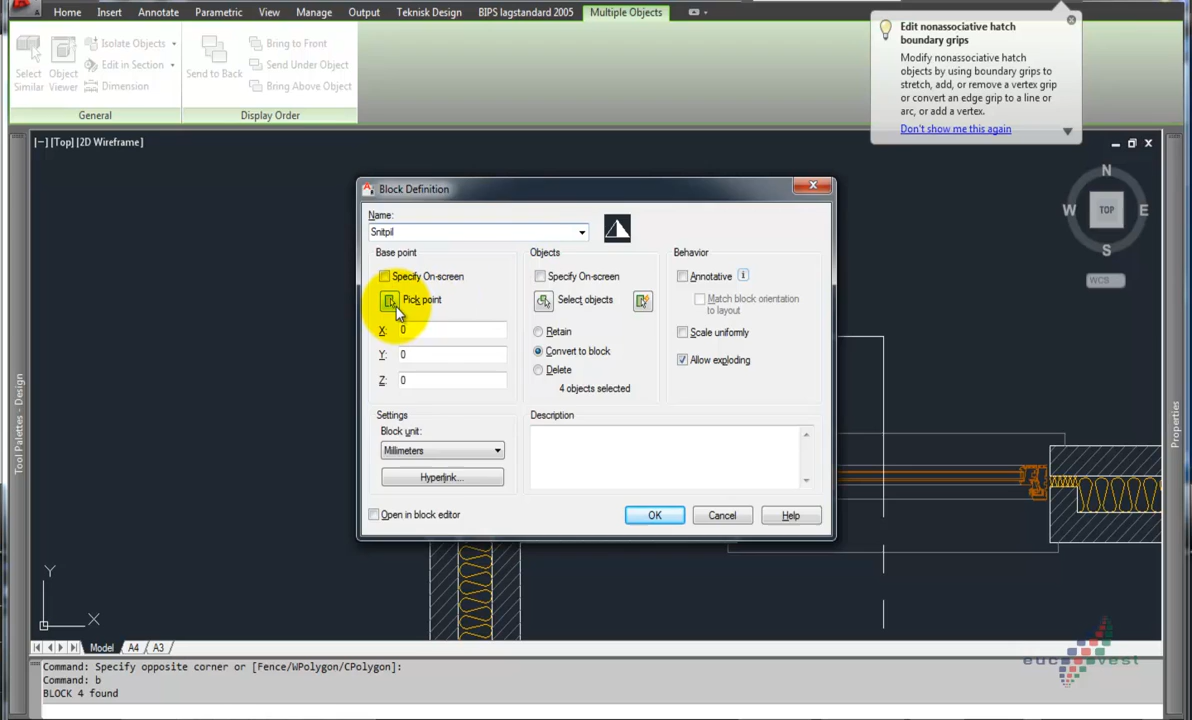 Home Insert Annotate Parametric View Manage Output Teknisk Design BIPS lagstandard 2005 Multiple Objects
Select Similar
Object Viewer
Isolate Objects
Edit in Section
Dimension
General
Send to Back
Bring to Front
Send Under Object
Bring Above Object
Display Order
Edit nonassociative hatch
boundary grips
Modify nonassociative hatch
objects by using boundary grips to
stretch, add, or remove a vertex grip
or convert an edge grip to a line or
arc, or add a vertex.
Don't show me this again
[−] [Top] [2D Wireframe]
N
W TOP E
S
WCS
Block Definition
Name:
Snitpil
Base point
Specify On-screen
Pick point
X: 0
Y: 0
Z: 0
Objects
Specify On-screen
Select objects
Retain
Convert to block
Delete
4 objects selected
Behavior
Annotative
Match block orientation
to layout
Scale uniformly
Allow exploding
Settings
Block unit:
Millimeters
Hyperlink...
Description
Open in block editor
OK Cancel Help
Tool Palettes - Design
Properties
Y
X
Model A4 A3
Command: Specify opposite corner or [Fence/WPolygon/CPolygon]:
Command: b
BLOCK 4 found